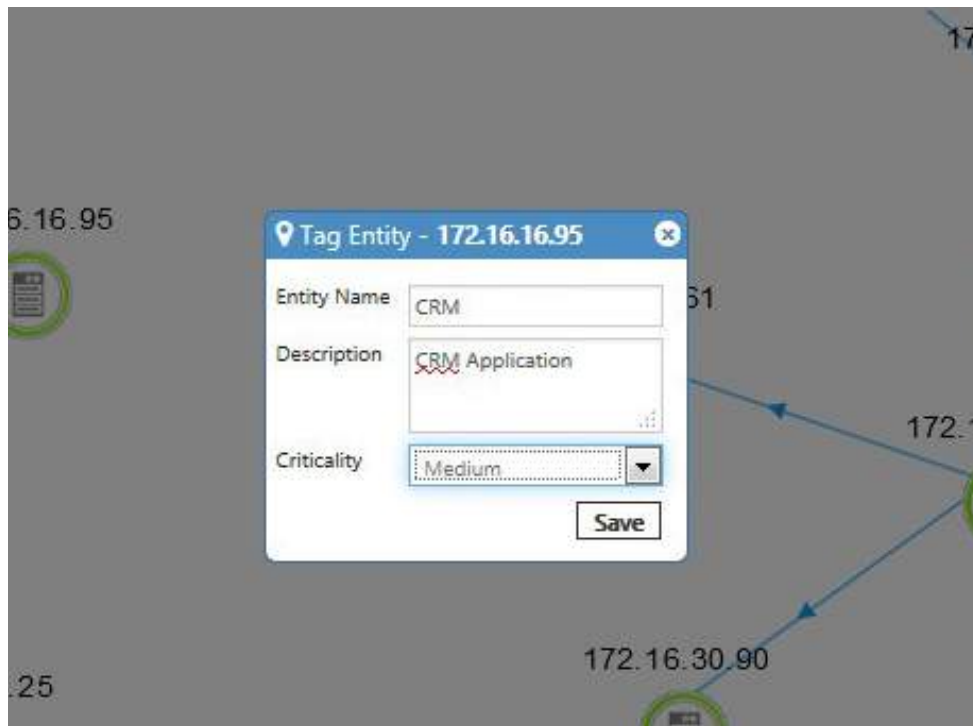 17
6.16.95
Tag Entity - 172.16.16.95
Entity Name
CRM
61
Description
CRM Application
172.1
Criticality
Medium
Save
172.16.30.90
.25